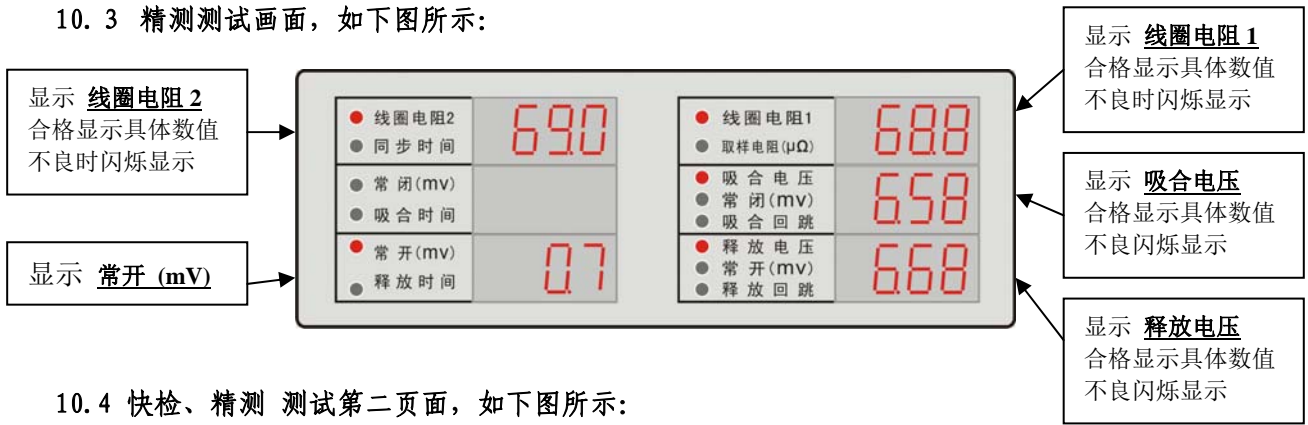 10. 3 精测测试画面，如下图所示：
显示 线圈电阻 2
合格显示具体数值
不良时闪烁显示
显示 常开 (mV)
线圈电阻2
同步时间
69.0
常闭(mv)
吸合时间
常开(mv)
释放时间
0.7
线圈电阻1
取样电阻(μΩ)
68.8
吸合电压
常闭(mv)
吸合回跳
6.58
释放电压
常开(mv)
释放回跳
6.68
显示 线圈电阻 1
合格显示具体数值
不良时闪烁显示
显示 吸合电压
合格显示具体数值
不良闪烁显示
显示 释放电压
合格显示具体数值
不良闪烁显示
10. 4 快检、精测 测试第二页面，如下图所示：